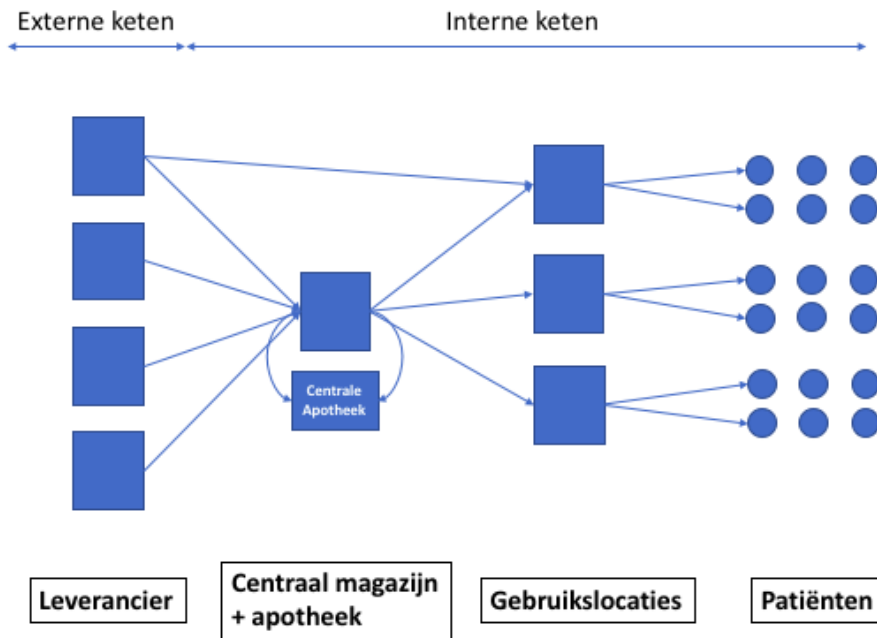 Externe keten
Interne keten
Centrale
Apotheek
Leverancier
Centraal magazijn
+ apotheek
Gebruikslocaties
Patiënten